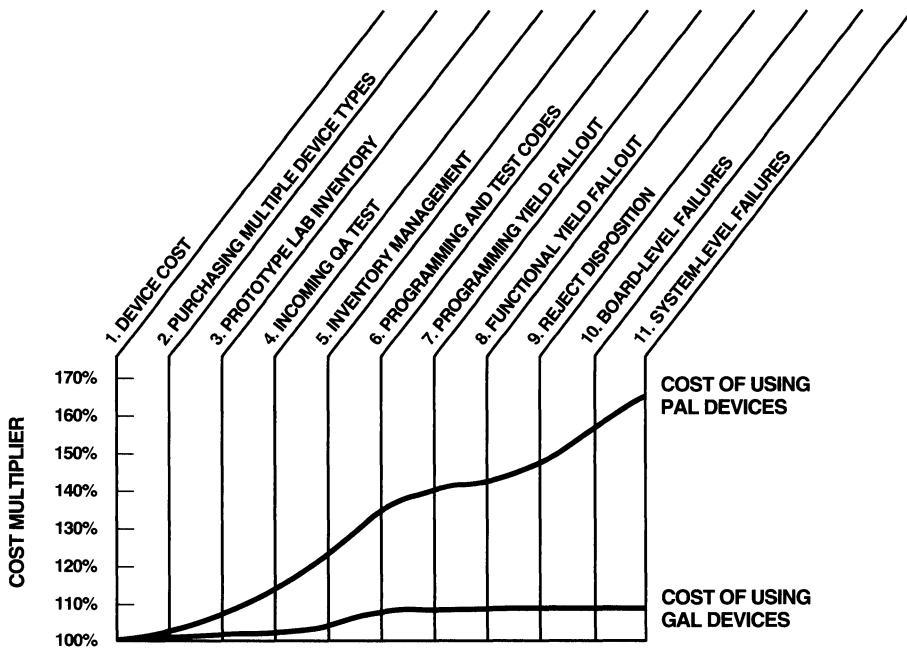 1. DEVICE COST
2. PURCHASING MULTIPLE DEVICE TYPES
3. PROTOTYPE LAB INVENTORY
4. INCOMING QA TEST
5. INVENTORY MANAGEMENT
6. PROGRAMMING AND TEST CODES
7. PROGRAMMING YIELD FALLOUT
8. FUNCTIONAL YIELD FALLOUT
9. REJECT DISPOSITION
10. BOARD-LEVEL FAILURES
11. SYSTEM-LEVEL FAILURES
COST MULTIPLIER
170%
160%
150%
140%
130%
120%
110%
100%
COST OF USING
PAL DEVICES
COST OF USING
GAL DEVICES